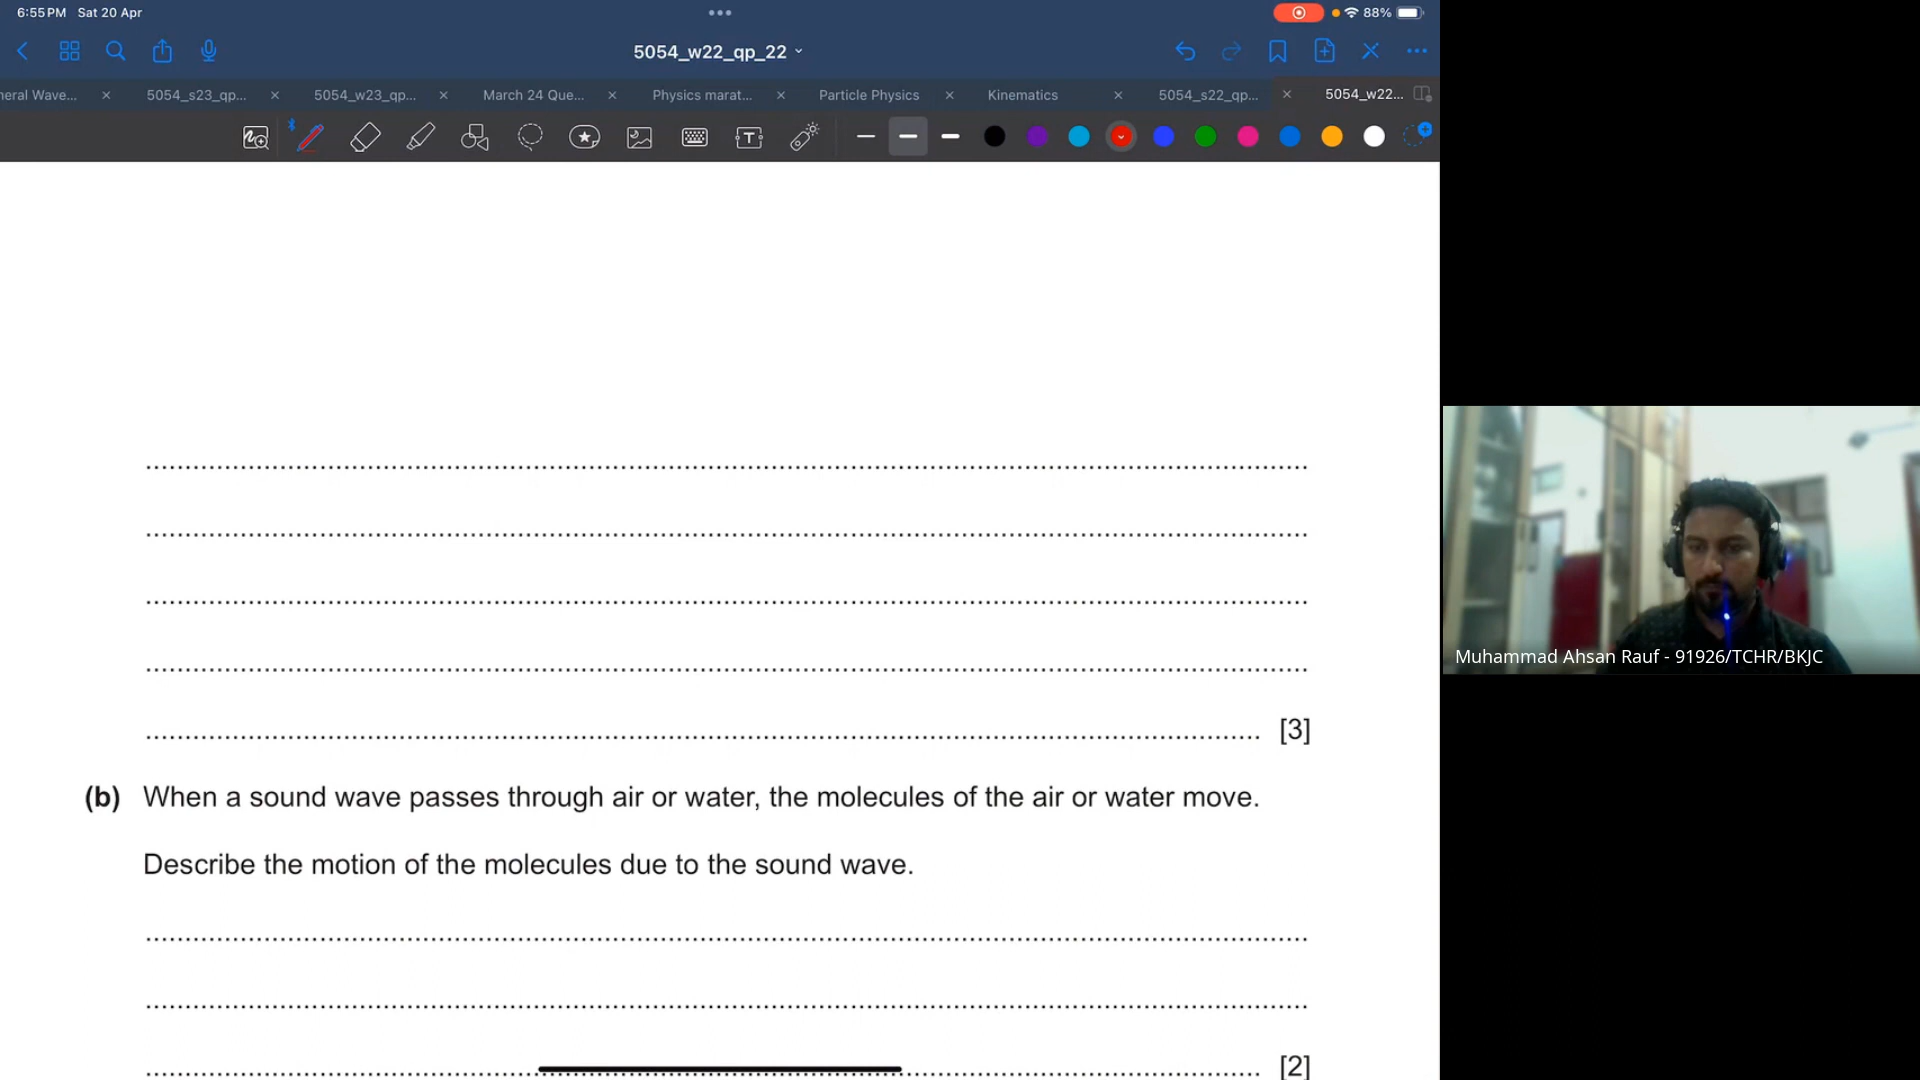 6:55 PM Sat 20 Apr
88%
5054_w22_qp_22
neral Wave...
5054_s23_qp...
5054_w23_qp...
March 24 Que...
Physics marat...
Particle Physics
Kinematics
5054_s22_qp...
5054_w22...
[3]
(b) When a sound wave passes through air or water, the molecules of the air or water move.
Describe the motion of the molecules due to the sound wave.
[2]
Muhammad Ahsan Rauf - 91926/TCHR/BKJC